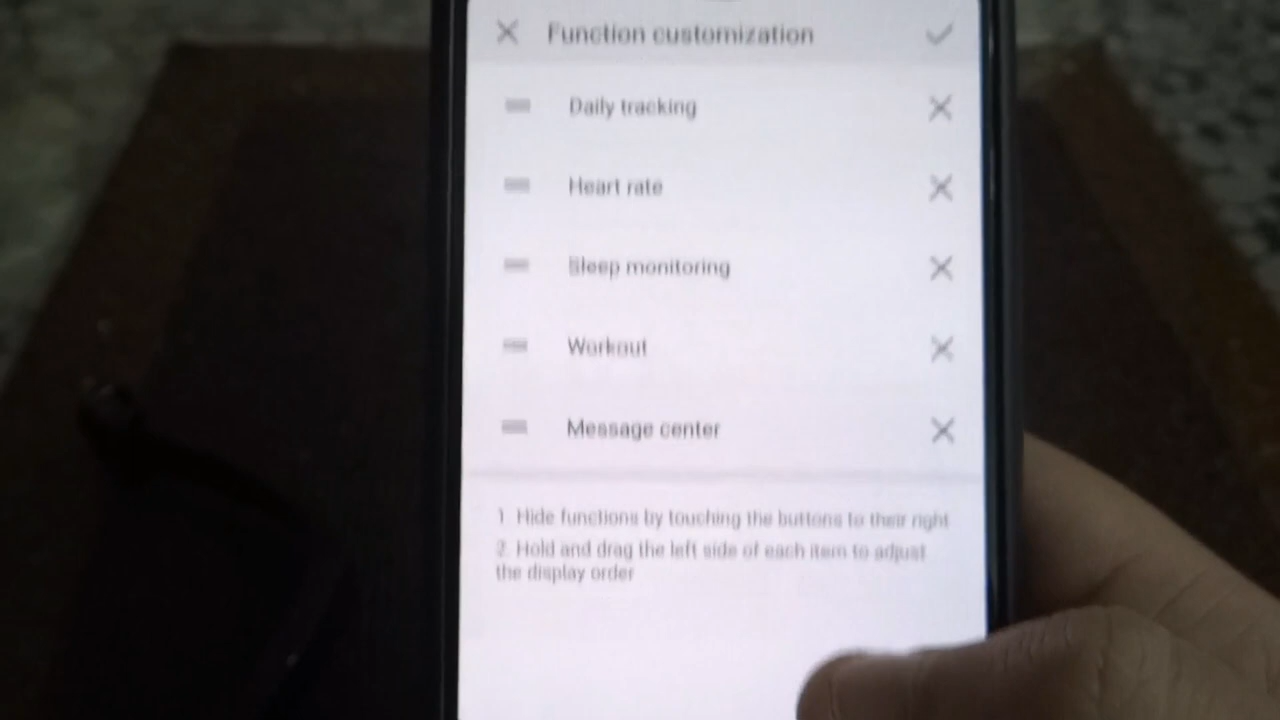 Function customization
Daily tracking
Heart rate
Sleep monitoring
Workout
Message center
1 Hide functions by touching the buttons to their right
2. Hold and drag the left side of each item to adjust
the display order